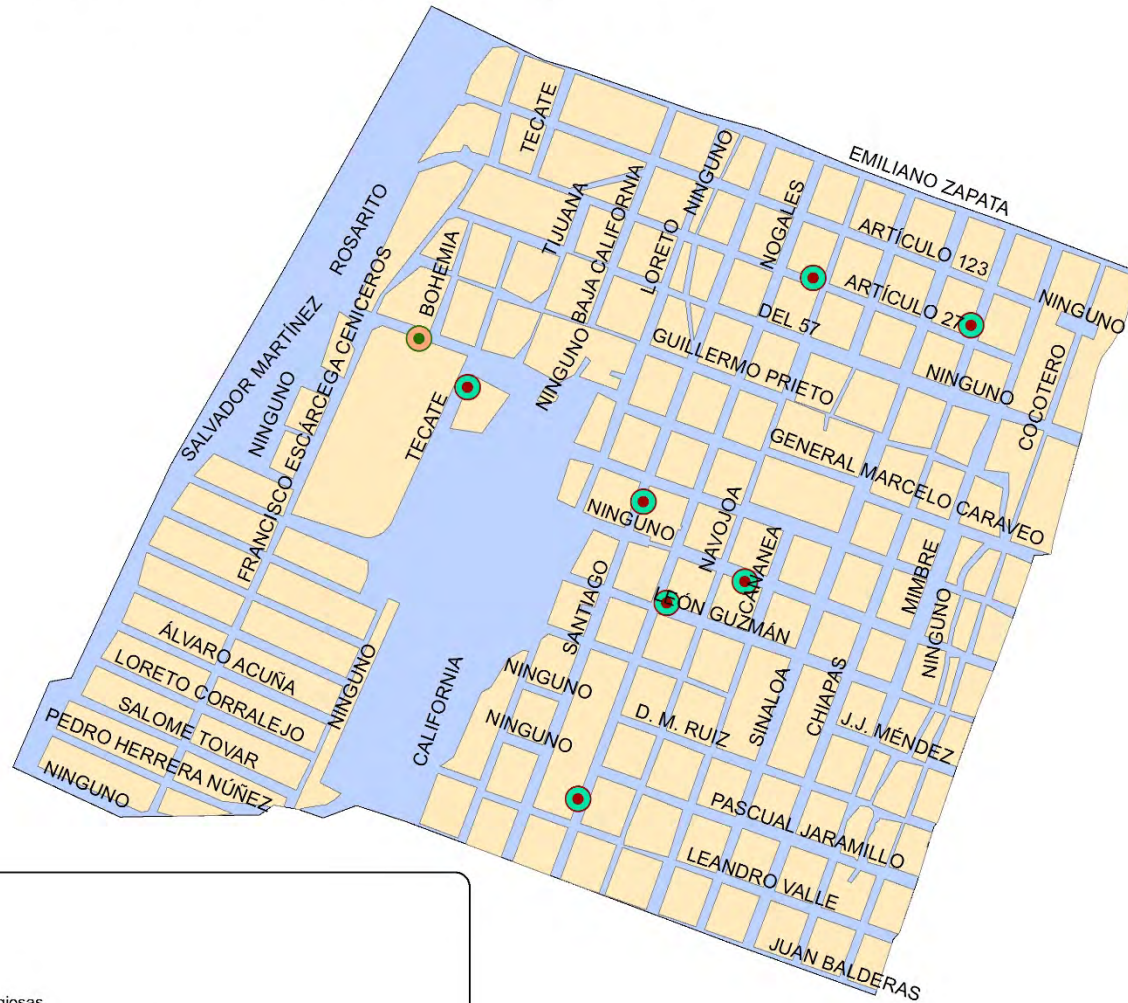 EMILIANO ZAPATA
TECATE
NINGUNO
ROSARITO
TIJUANA
BAJA CALIFORNIA
LORETO
NOGALES
ARTÍCULO 123
BOHEMIA
ARTÍCULO 27
NINGUNO
DEL 57
SALVADOR MARTÍNEZ
NINGUNO
FRANCISCO ESCÁRCEGA CENICEROS
NINGUNO
GUILLERMO PRIETO
NINGUNO
COCOTERO
TECATE
GENERAL MARCELO CARAVEO
NINGUNO
NAVOJOA
CANANEA
MIMBRE
NINGUNO
SANTIAGO
LEÓN GUZMÁN
ÁLVARO ACUÑA
LORETO CORRALEJO
NINGUNO
SALOME TOVAR
CALIFORNIA
NINGUNO
NINGUNO
D. M. RUIZ
SINALOA
CHIAPAS
J.J. MÉNDEZ
PEDRO HERRERA NÚÑEZ
NINGUNO
PASCUAL JARAMILLO
LEANDRO VALLE
JUAN BALDERAS